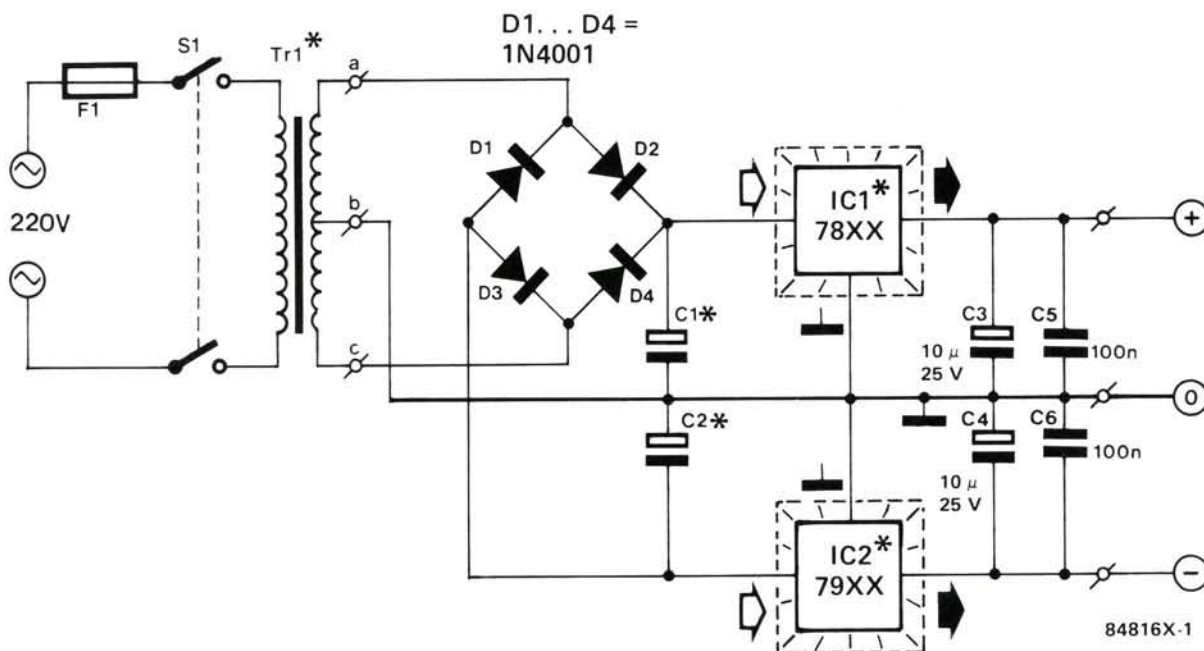 D1... D4 =
1N4001
S1
Tr1*
a
F1
D1
D2
IC1*
78XX
b
220V
D3
D4
C1*
C3
C5
10 μ
25 V
100n
c
0
C2*
C4
C6
10 μ
25 V
100n
IC2*
79XX
+
−
84816X-1